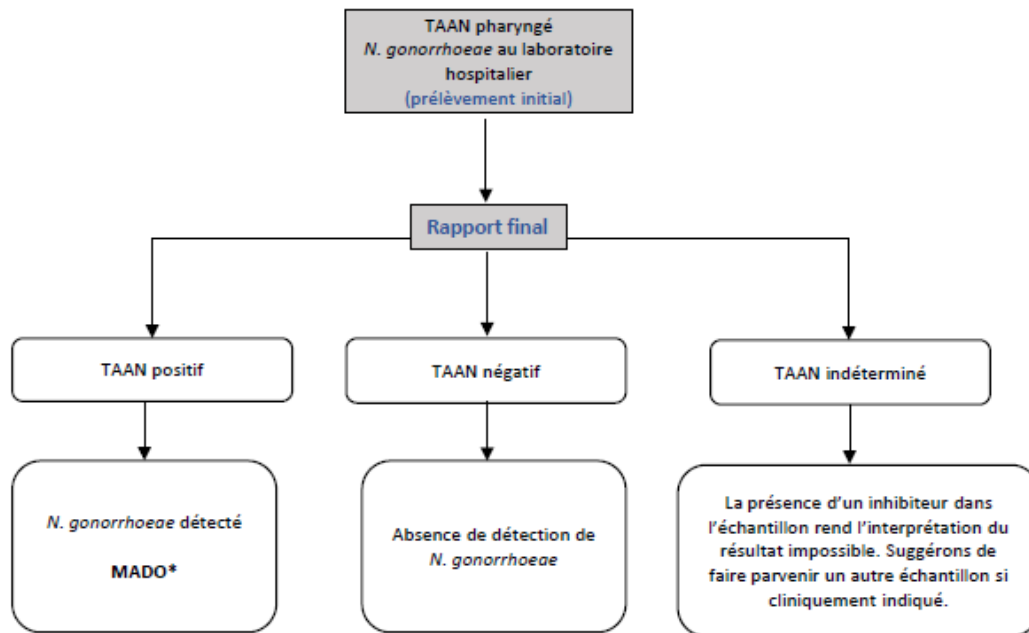 TAAN pharyngé
N. gonorrhoeae au laboratoire
hospitalier
(prélèvement initial)
Rapport final
TAAN positif
TAAN négatif
TAAN indéterminé
N. gonorrhoeae détecté
MADO*
Absence de détection de
N. gonorrhoeae
La présence d’un inhibiteur dans
l’échantillon rend l’interprétation du
résultat impossible. Suggérons de
faire parvenir un autre échantillon si
cliniquement indiqué.